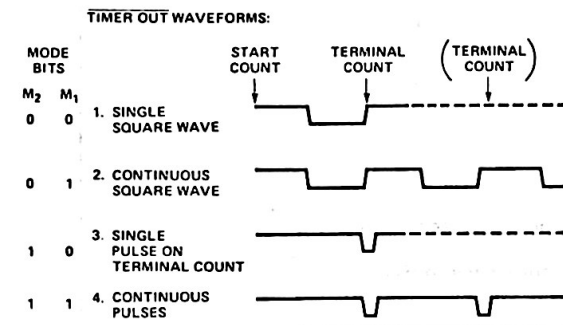 TIMER OUT WAVEFORMS:
MODE BITS
START COUNT
TERMINAL COUNT
(TERMINAL COUNT)
M2 M1
0 0 1. SINGLE SQUARE WAVE
0 1 2. CONTINUOUS SQUARE WAVE
1 0 3. SINGLE PULSE ON TERMINAL COUNT
1 1 4. CONTINUOUS PULSES